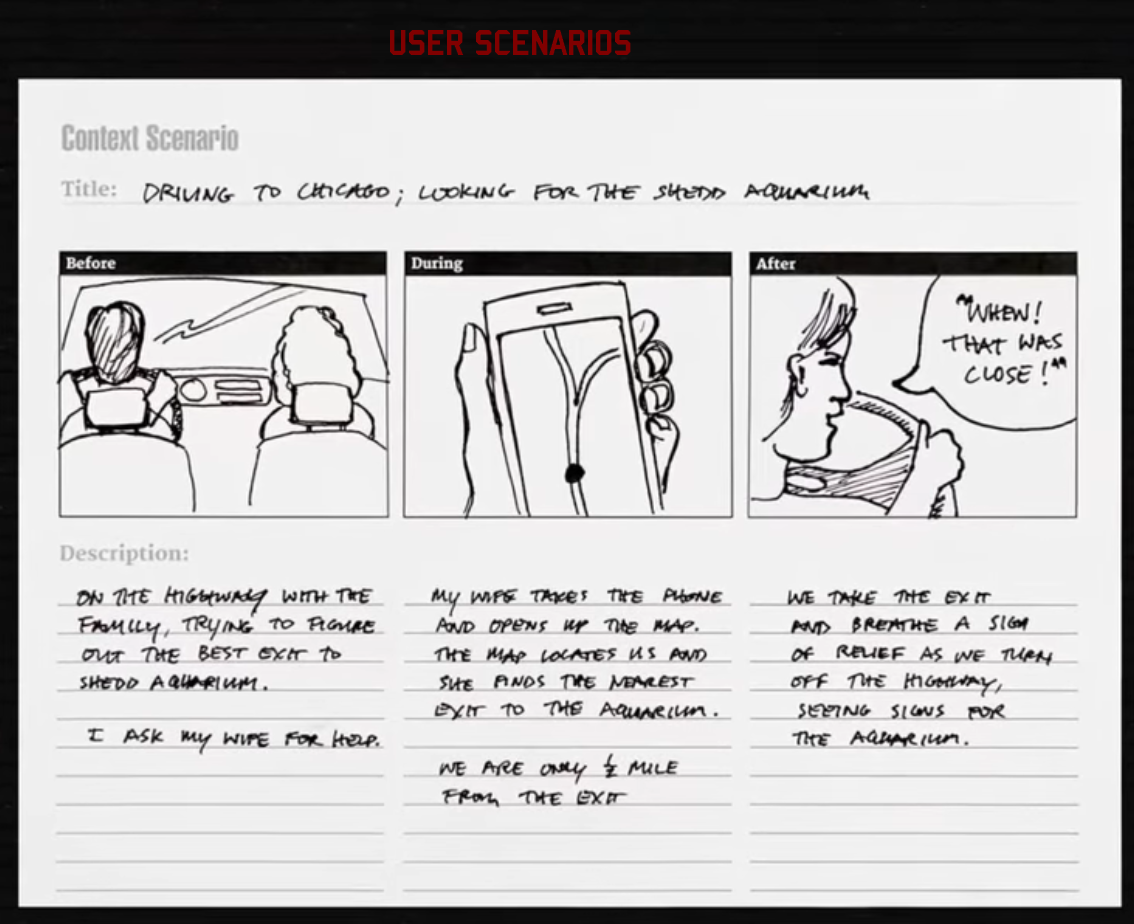 USER SCENARIOS
Context Scenario
Title: DRIVING TO CHICAGO; LOOKING FOR THE SHEDD AQUARIUM
Before
During
After
"WHEW!
THAT WAS
CLOSE!"
Description:
ON THE HIGHWAY WITH THE
FAMILY, TRYING TO FIGURE
OUT THE BEST EXIT TO
SHEDD AQUARIUM.
I ASK MY WIFE FOR HELP.
MY WIFE TAKES THE PHONE
AND OPENS UP THE MAP.
THE MAP LOCATES US AND
SHE FINDS THE NEAREST
EXIT TO THE AQUARIUM.
WE ARE ONLY ½ MILE
FROM THE EXIT
WE TAKE THE EXIT
AND BREATHE A SIGH
OF RELIEF AS WE TURN
OFF THE HIGHWAY,
SEEING SIGNS FOR
THE AQUARIUM.